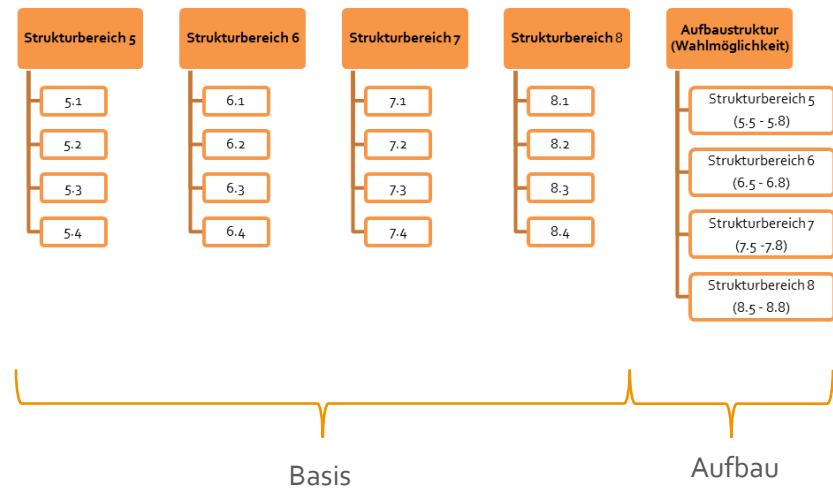 Strukturbereich 5
5.1
5.2
5.3
5.4
Strukturbereich 6
6.1
6.2
6.3
6.4
Strukturbereich 7
7.1
7.2
7.3
7.4
Strukturbereich 8
8.1
8.2
8.3
8.4
Aufbaustruktur
(Wahlmöglichkeit)
Strukturbereich 5
(5.5 - 5.8)
Strukturbereich 6
(6.5 - 6.8)
Strukturbereich 7
(7.5 -7.8)
Strukturbereich 8
(8.5 - 8.8)
Basis
Aufbau